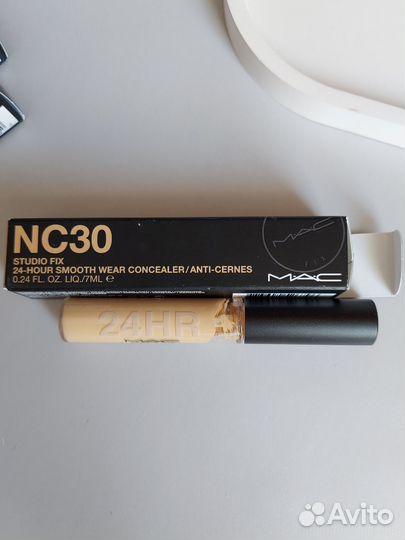 NC30
STUDIO FIX
24-HOUR SMOOTH WEAR CONCEALER/ANTI-CERNES
0.24 FL. OZ. LIQ./7ML ℮
FIX
MAC
24HR
Avito